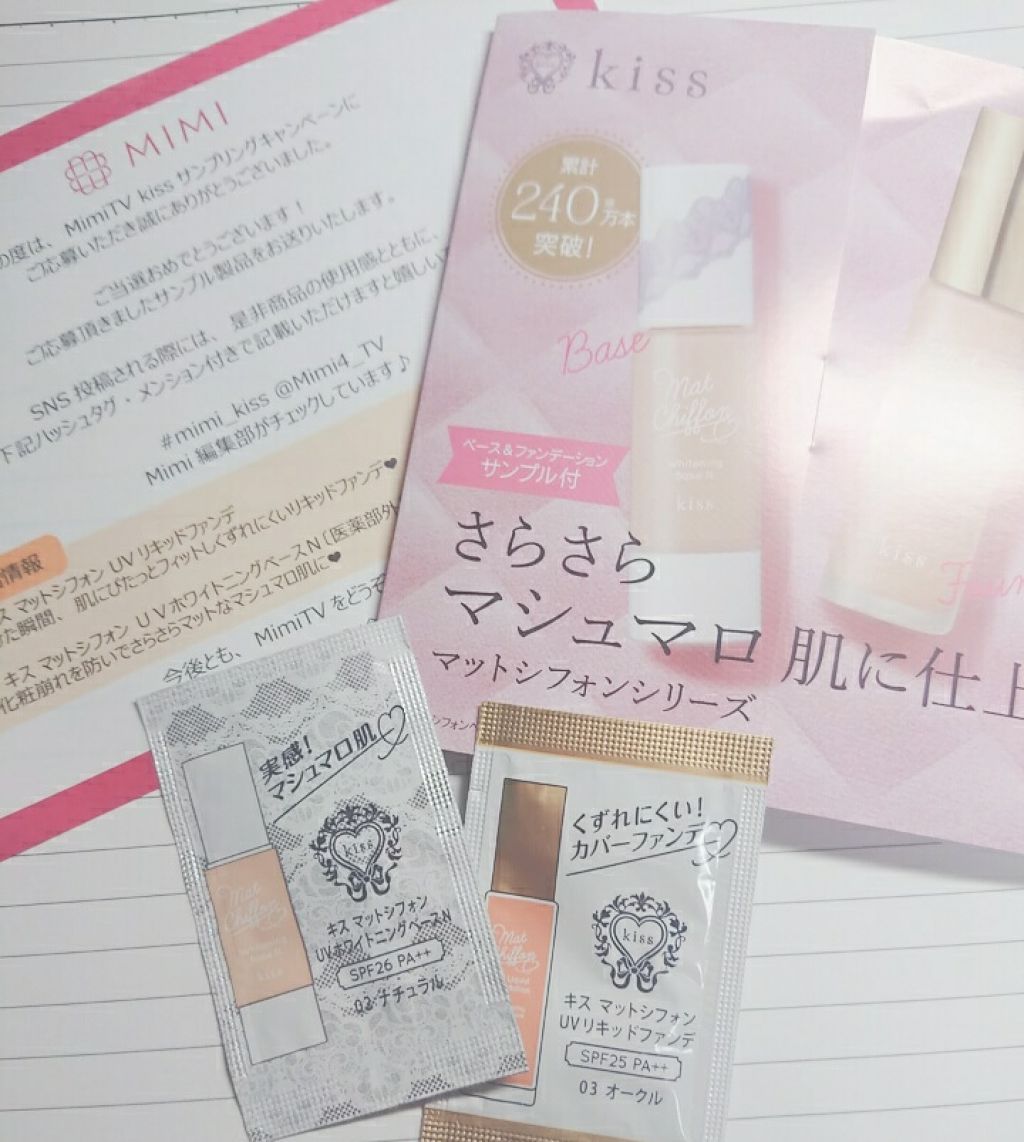 MIMI
の度は、MimiTV kiss サンプリングキャンペーンに
ご応募いただき誠にありがとうございました。
ご当選おめでとうございます！
ご応募頂きましたサンプル製品をお送りいたします。
SNS 投稿される際には、是非商品の使用感とともに、
下記ハッシュタグ・メンション付きで記載いただけますと嬉しい
#mimi_kiss @Mimi4_TV
Mimi 編集部がチェックしています♪
情報
ス マットシフォン UV リキッドファンデ
た瞬間、肌にぴたっとフィットしくずれにくいリキッドファンデ♥
キス マットシフォン UV ホワイトニングベース N〔医薬部外
化粧崩れを防いでさらさらマットなマシュマロ肌に♥
今後とも、MimiTV をどうぞ
kiss
累計
240※万本
突破！
Base
Mat
Chiffon
whitening
base N
kiss
ベース&ファンデーション
サンプル付
kiss
さらさら
マシュマロ肌に仕上
マットシフォンシリーズ
実感！
マシュマロ肌
kiss
Mat
Chiffon
whitening
base N
kiss
キス マットシフォン
UVホワイトニングベースN
SPF26 PA++
02 ナチュラル
くずれにくい！
カバーファンデ
kiss
Mat
Chiffon
キス マットシフォン
UVリキッドファンデ
SPF25 PA++
03 オークル